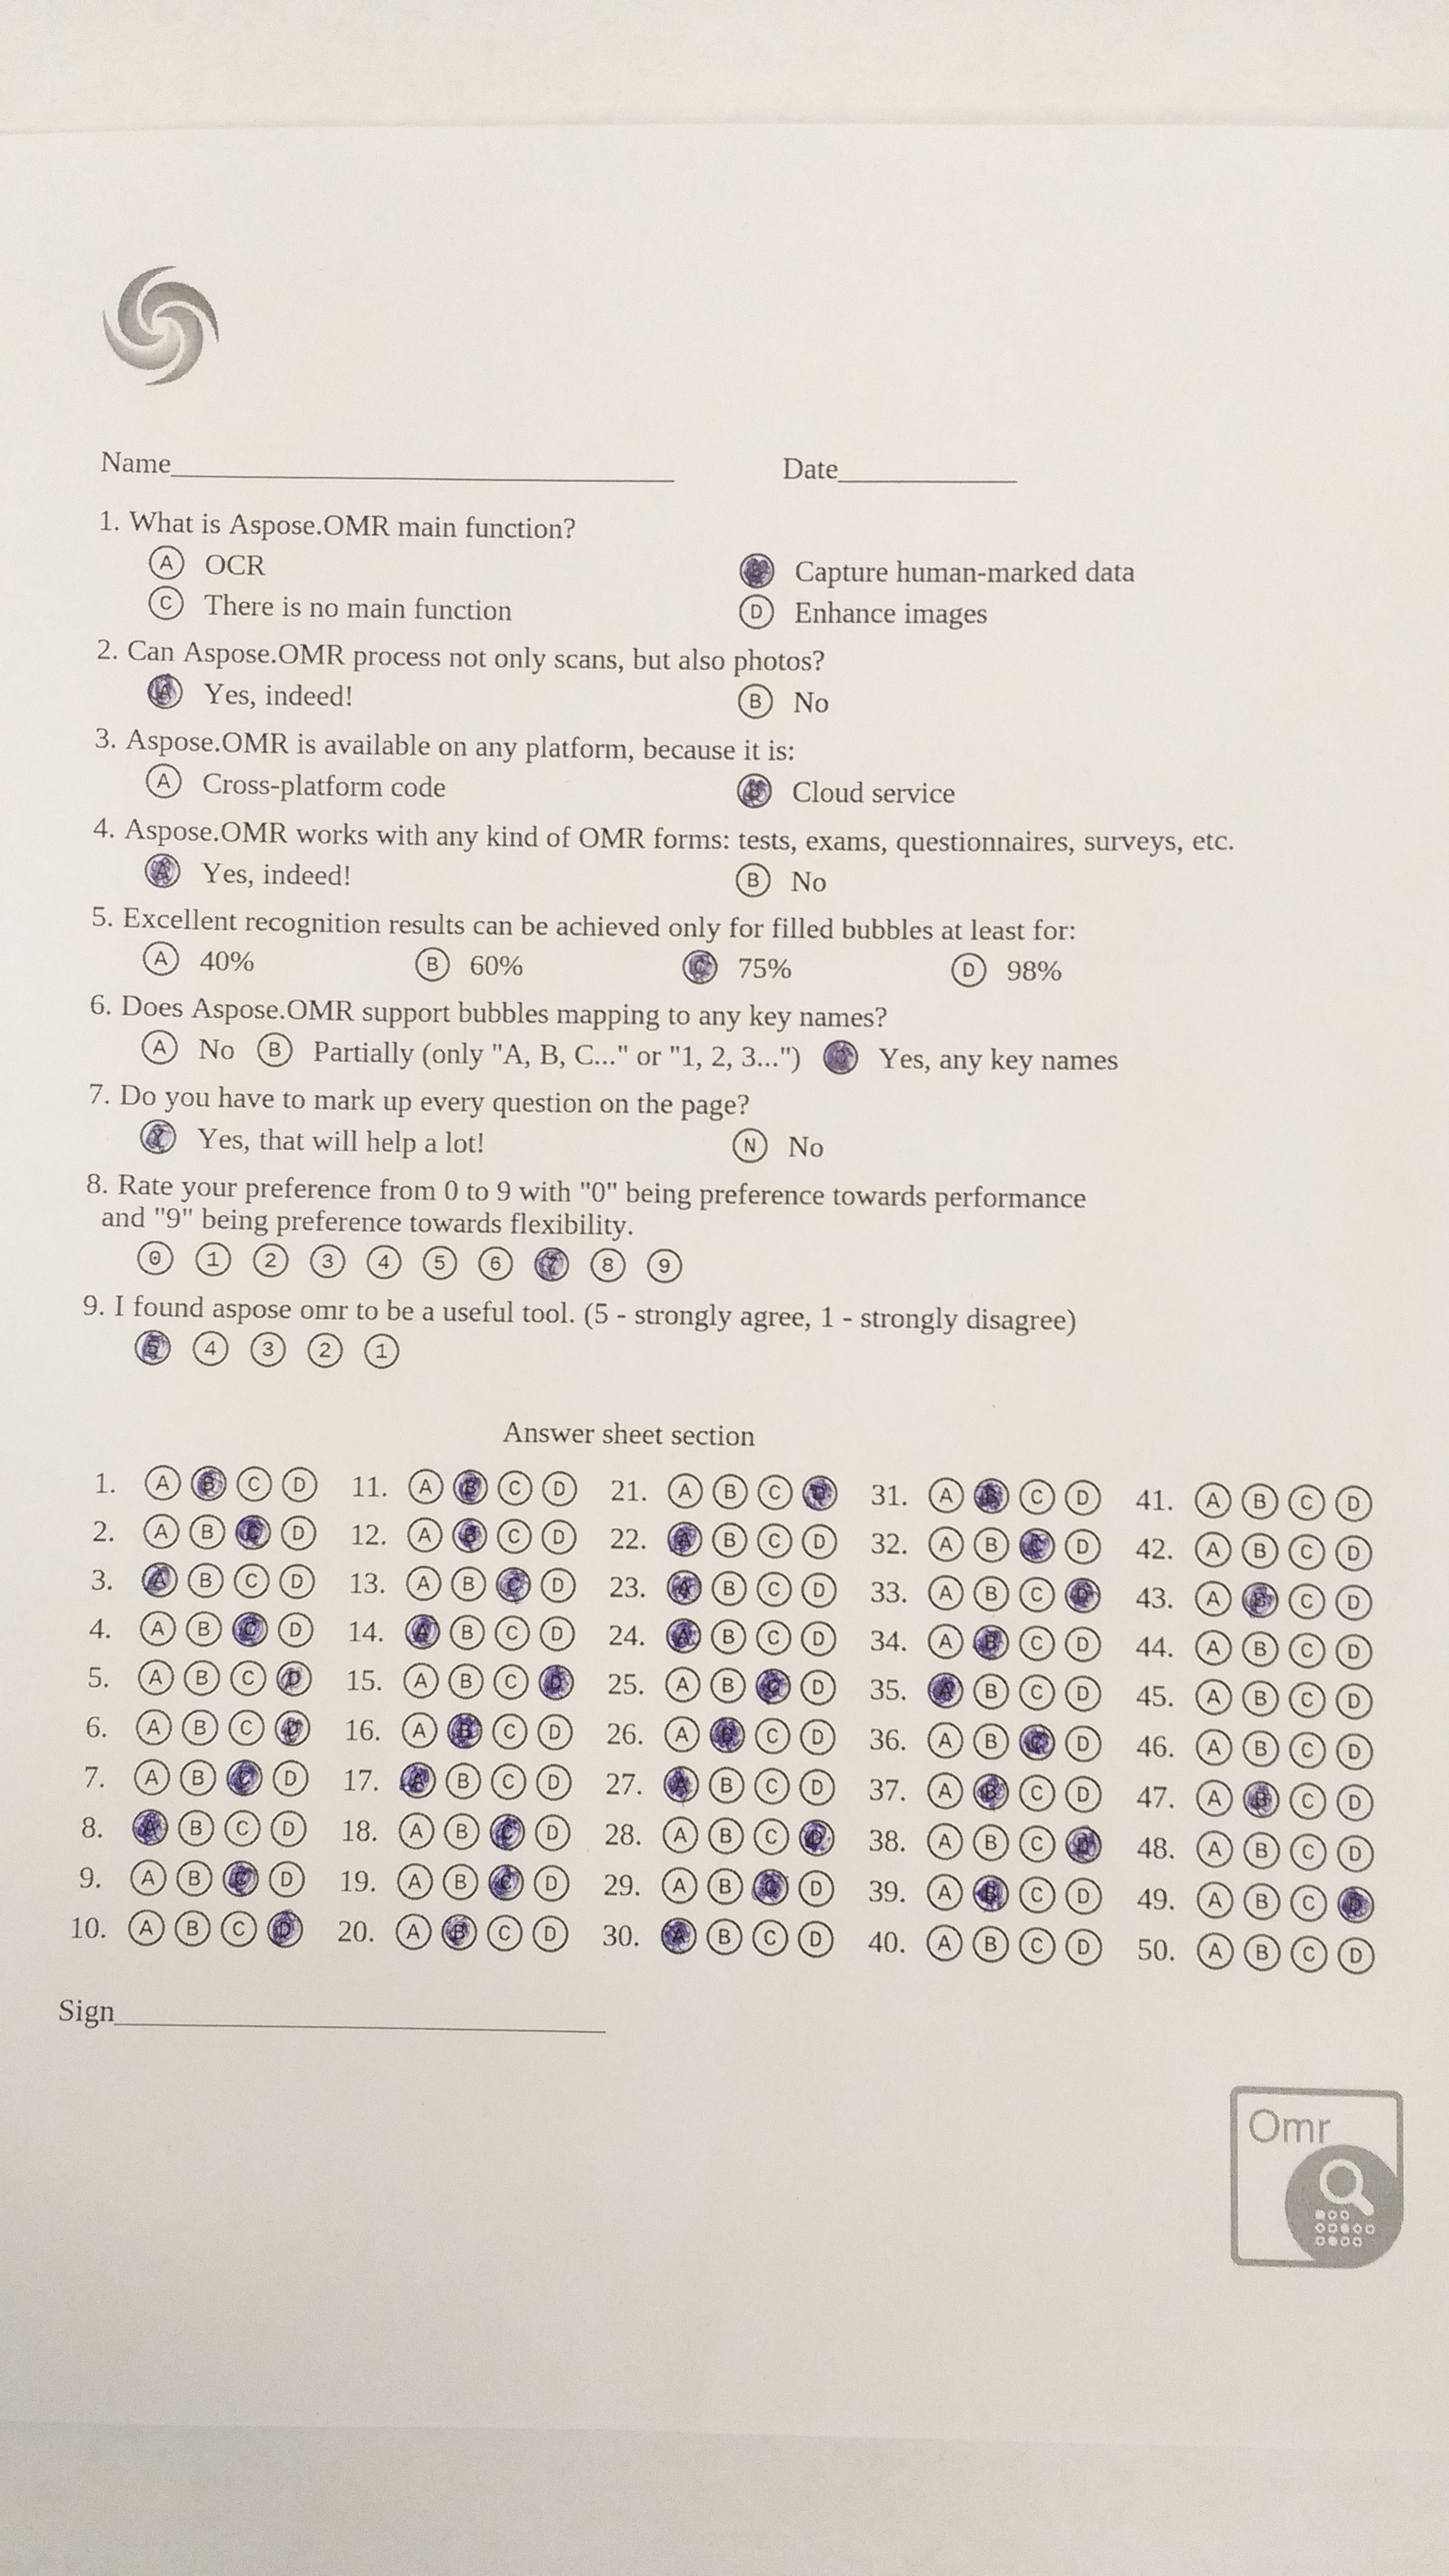 Name_____ Date_____
1. What is Aspose.OMR main function?
A OCR B Capture human-marked data
C There is no main function D Enhance images
2. Can Aspose.OMR process not only scans, but also photos?
A Yes, indeed! B No
3. Aspose.OMR is available on any platform, because it is:
A Cross-platform code B Cloud service
4. Aspose.OMR works with any kind of OMR forms: tests, exams, questionnaires, surveys, etc.
A Yes, indeed! B No
5. Excellent recognition results can be achieved only for filled bubbles at least for:
A 40% B 60% C 75% D 98%
6. Does Aspose.OMR support bubbles mapping to any key names?
A No B Partially (only "A, B, C..." or "1, 2, 3...") Yes, any key names
7. Do you have to mark up every question on the page?
Y Yes, that will help a lot! N No
8. Rate your preference from 0 to 9 with "0" being preference towards performance
and "9" being preference towards flexibility.
0 1 2 3 4 5 6 7 8 9
9. I found aspose omr to be a useful tool. (5 - strongly agree, 1 - strongly disagree)
5 4 3 2 1
Answer sheet section
1. A B C D 11. A B C D 21. A B C D 31. A B C D 41. A B C D
2. A B C D 12. A B C D 22. A B C D 32. A B C D 42. A B C D
3. A B C D 13. A B C D 23. A B C D 33. A B C D 43. A B C D
4. A B C D 14. A B C D 24. A B C D 34. A B C D 44. A B C D
5. A B C D 15. A B C D 25. A B C D 35. A B C D 45. A B C D
6. A B C D 16. A B C D 26. A B C D 36. A B C D 46. A B C D
7. A B C D 17. A B C D 27. A B C D 37. A B C D 47. A B C D
8. A B C D 18. A B C D 28. A B C D 38. A B C D 48. A B C D
9. A B C D 19. A B C D 29. A B C D 39. A B C D 49. A B C D
10. A B C D 20. A B C D 30. A B C D 40. A B C D 50. A B C D
Sign_____
Omr